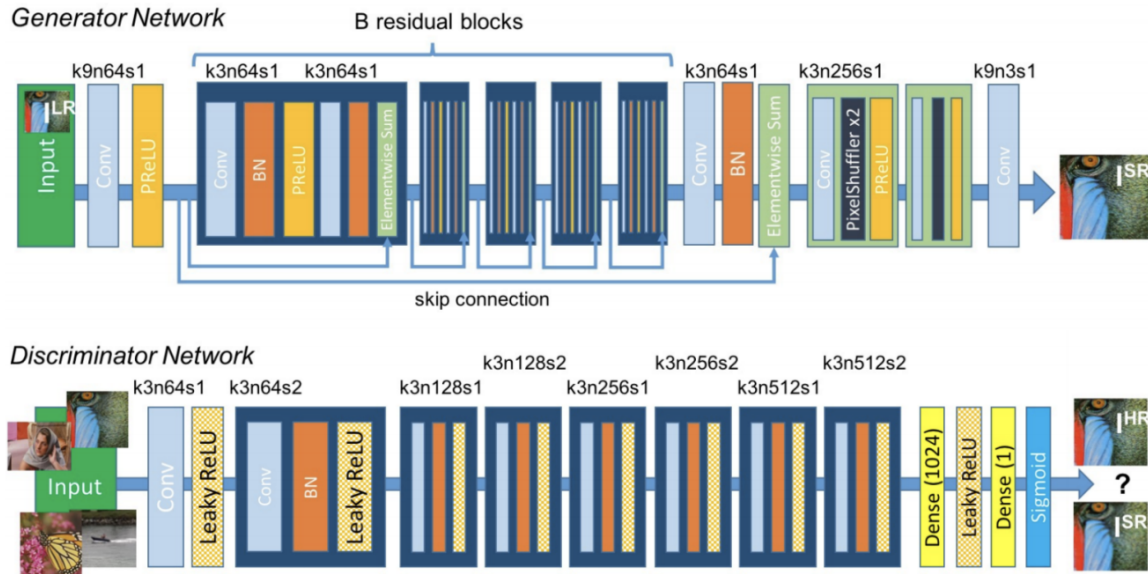 Generator Network
B residual blocks
k9n64s1
k3n64s1
k3n64s1
k3n64s1
k3n256s1
k9n3s1
I^LR
Input
Conv
PReLU
Conv
BN
PReLU
Elementwise Sum
Conv
BN
Elementwise Sum
Conv
PixelShuffler x2
PReLU
Conv
I^SR
skip connection
Discriminator Network
k3n64s1
k3n64s2
k3n128s1
k3n128s2
k3n256s1
k3n256s2
k3n512s1
k3n512s2
Input
Conv
Leaky ReLU
Conv
BN
Leaky ReLU
Dense (1024)
Leaky ReLU
Dense (1)
Sigmoid
I^HR
?
I^SR